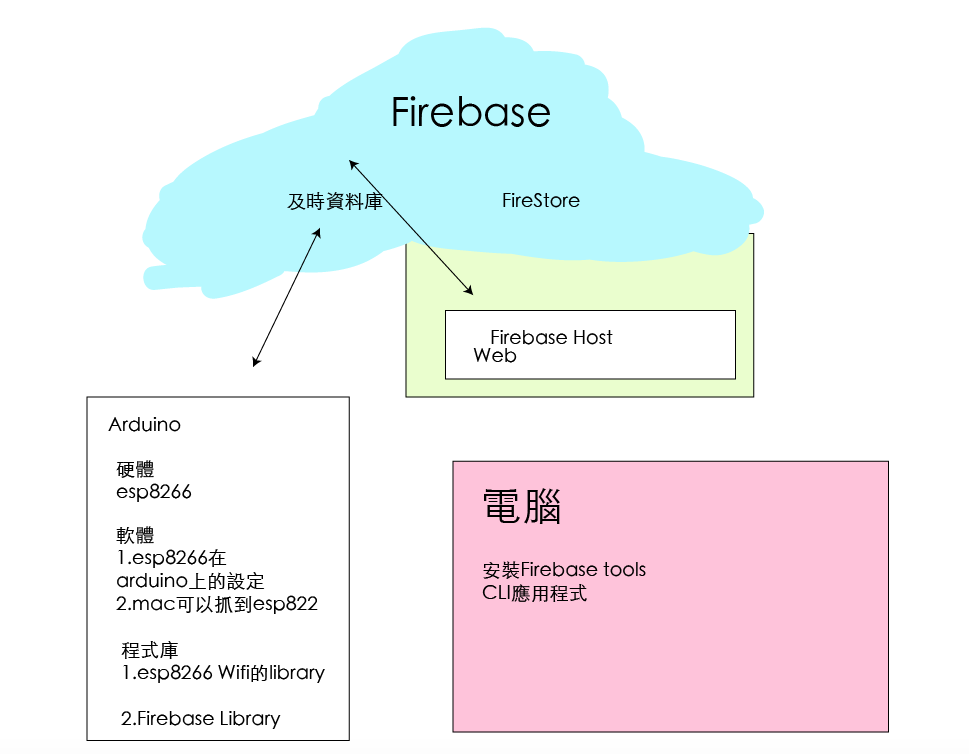 Firebase
及時資料庫
FireStore
Firebase Host
Web
Arduino
硬體
esp8266
軟體
1.esp8266在
arduino上的設定
2.mac可以抓到esp822
程式庫
1.esp8266 Wifi的library
2.Firebase Library
電腦
安裝Firebase tools
CLI應用程式